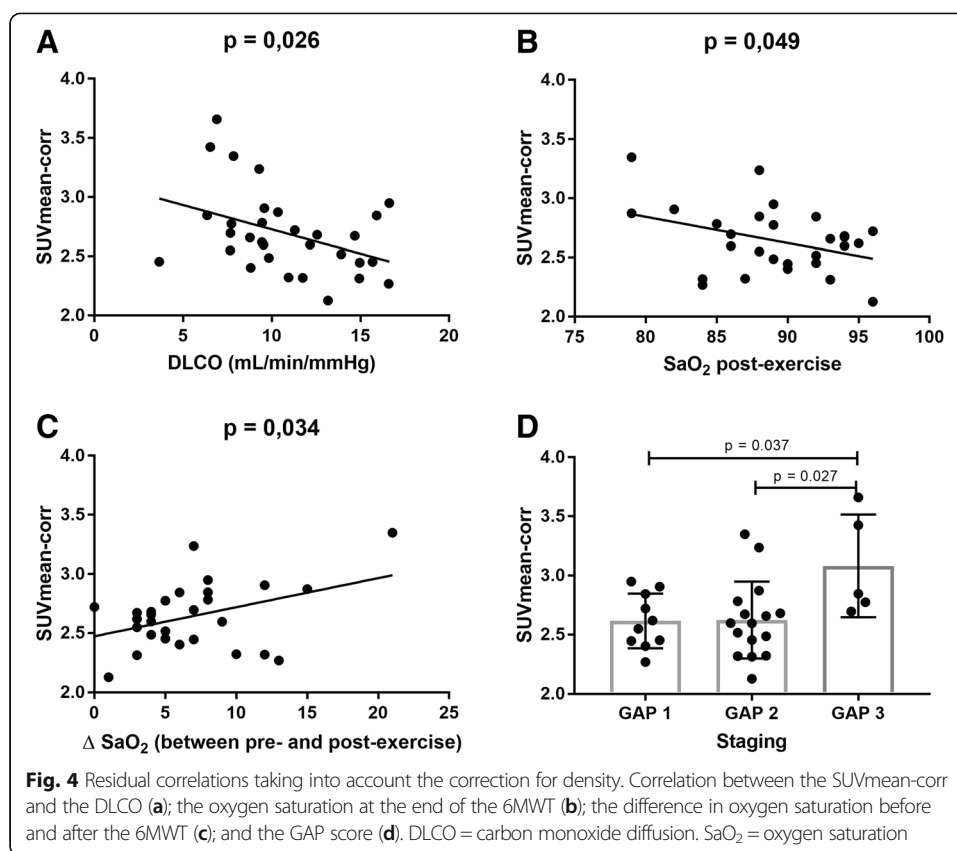 A
p = 0,026
SUVmean-corr
4.0
3.5
3.0
2.5
2.0
0 5 10 15 20
DLCO (mL/min/mmHg)
B
p = 0,049
SUVmean-corr
4.0
3.5
3.0
2.5
2.0
75 80 85 90 95 100
SaO₂ post-exercise
C
p = 0,034
SUVmean-corr
4.0
3.5
3.0
2.5
2.0
0 5 10 15 20 25
Δ SaO₂ (between pre- and post-exercise)
D
p = 0.037
p = 0.027
SUVmean-corr
4.0
3.5
3.0
2.5
2.0
GAP 1 GAP 2 GAP 3
Staging
Fig. 4 Residual correlations taking into account the correction for density. Correlation between the SUVmean-corr
and the DLCO (a); the oxygen saturation at the end of the 6MWT (b); the difference in oxygen saturation before
and after the 6MWT (c); and the GAP score (d). DLCO = carbon monoxide diffusion. SaO₂ = oxygen saturation